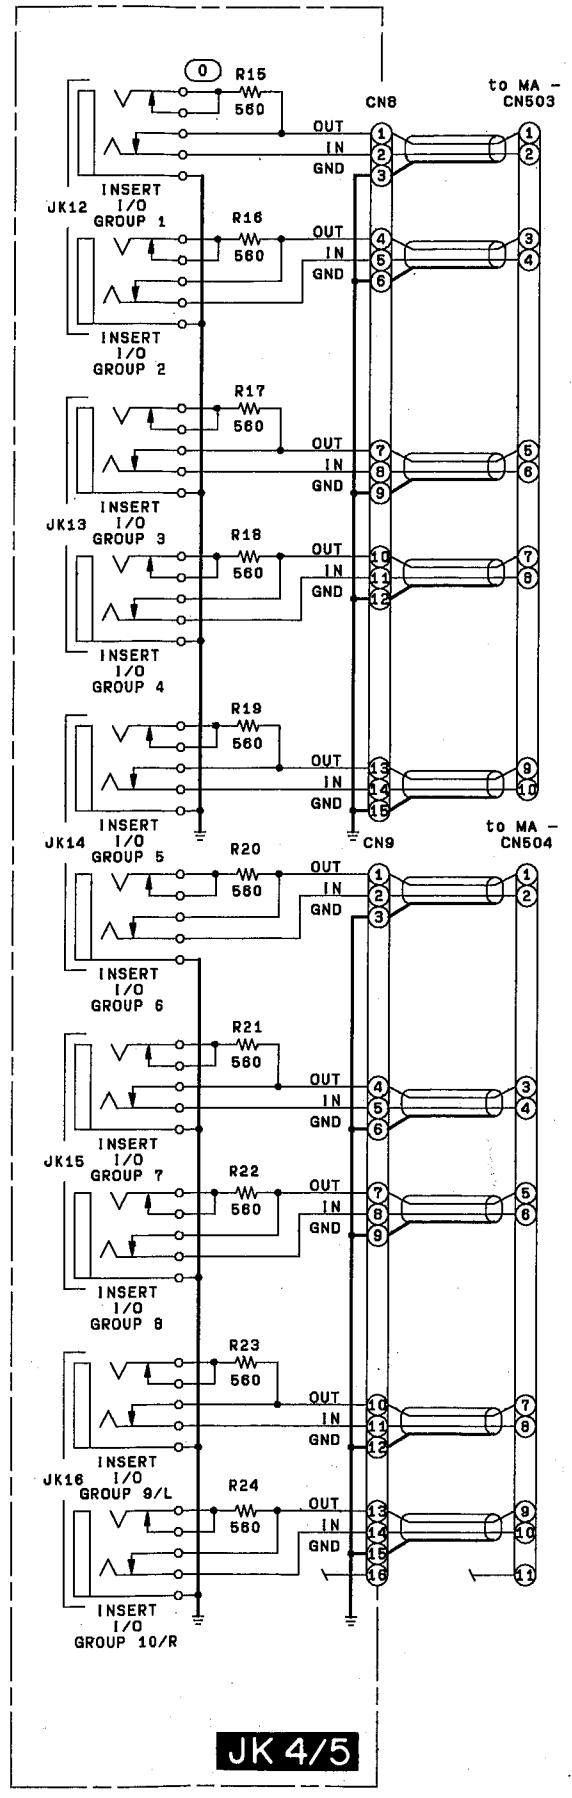 0
R15
560
CN8
to MA -
CN503
OUT 1 1
IN 2 2
GND 3
INSERT
I/O
GROUP 1
JK12
R16
560
OUT 4 3
IN 5 4
GND 6
INSERT
I/O
GROUP 2
R17
560
OUT 7 5
IN 8 6
GND 9
INSERT
I/O
GROUP 3
JK13
R18
560
OUT 10 7
IN 11 8
GND 12
INSERT
I/O
GROUP 4
R19
560
OUT 13 9
IN 14 10
GND 15
INSERT
I/O
GROUP 5
JK14
CN9
to MA -
CN504
R20
560
OUT 1 1
IN 2 2
GND 3
INSERT
I/O
GROUP 6
R21
560
OUT 4 3
IN 5 4
GND 6
INSERT
I/O
GROUP 7
JK15
R22
560
OUT 7 5
IN 8 6
GND 9
INSERT
I/O
GROUP 8
R23
560
OUT 10 7
IN 11 8
GND 12
INSERT
I/O
GROUP 9/L
JK16
R24
560
OUT 13 9
IN 14 10
GND 15
16 11
INSERT
I/O
GROUP 10/R
JK 4/5